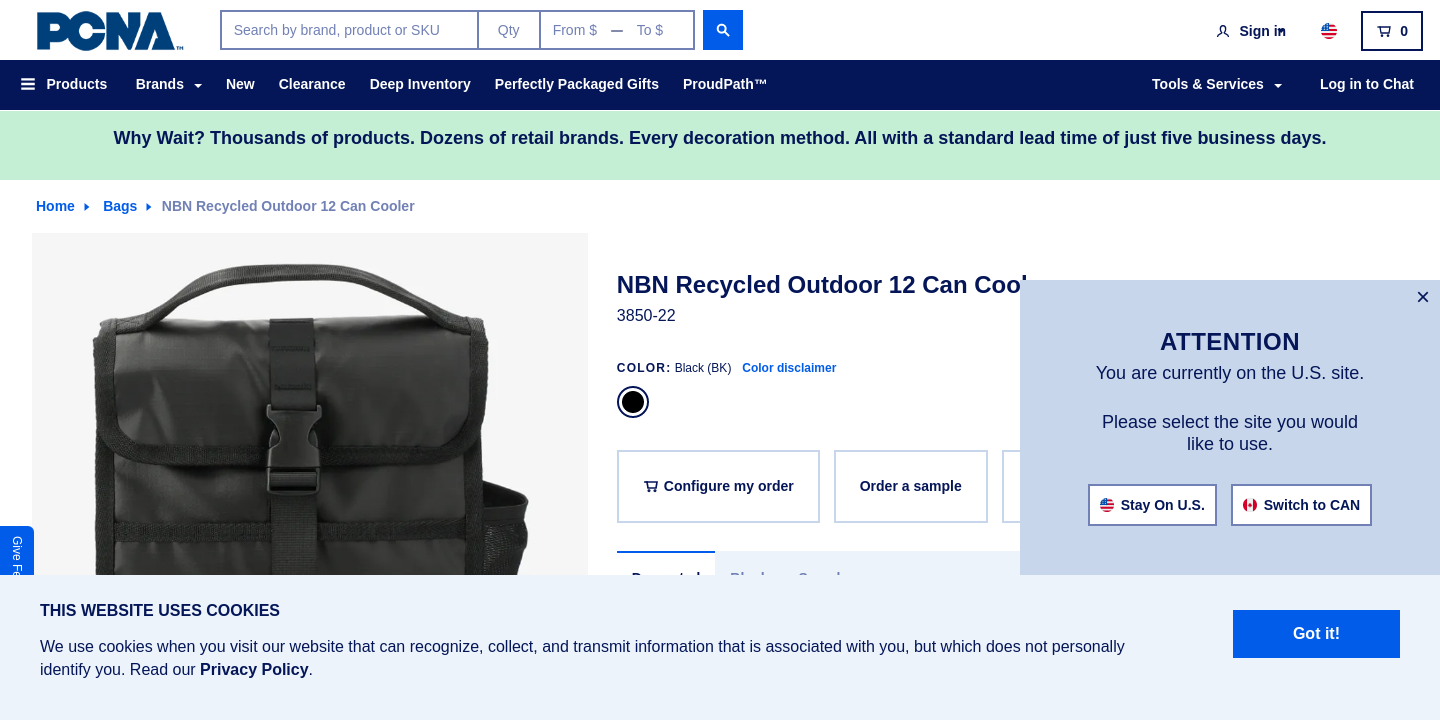 PCNA™
Search by brand, product or SKU
Qty
From $ — To $
Sign in
0
Products
Brands
New
Clearance
Deep Inventory
Perfectly Packaged Gifts
ProudPath™
Tools & Services
Log in to Chat
Why Wait? Thousands of products. Dozens of retail brands. Every decoration method. All with a standard lead time of just five business days.
Home
Bags
NBN Recycled Outdoor 12 Can Cooler
NBN Recycled Outdoor 12 Can Cool
3850-22
COLOR: Black (BK) Color disclaimer
Configure my order
Order a sample
ATTENTION
You are currently on the U.S. site.
Please select the site you would
like to use.
Stay On U.S.
Switch to CAN
Give
THIS WEBSITE USES COOKIES
We use cookies when you visit our website that can recognize, collect, and transmit information that is associated with you, but which does not personally
identify you. Read our Privacy Policy.
Got it!